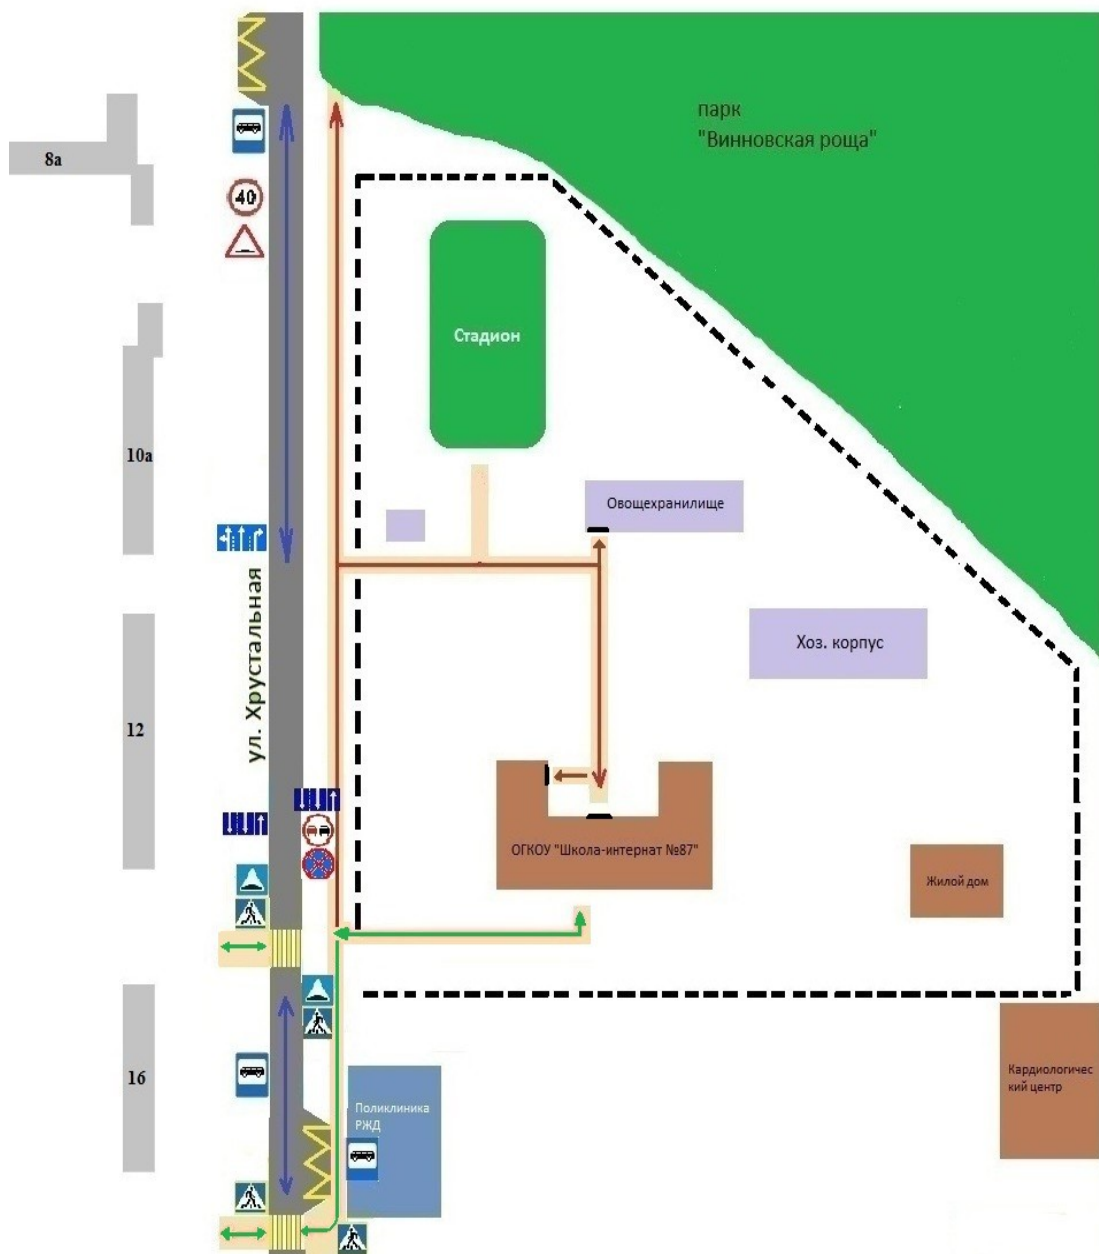 парк
"Винновская роща"
8а
40
Стадион
10а
Овощехранилище
ул. Хрустальная
Хоз. корпус
12
ОГКОУ "Школа-интернат №87"
Жилой дом
16
Кардиологичес
кий центр
Поликлиника
РЖД